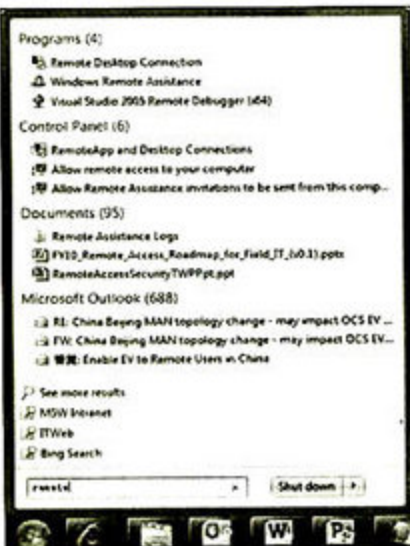 Programs (4)
Remote Desktop Connection
Windows Remote Assistance
Visual Studio 2005 Remote Debugger (x64)
Control Panel (6)
RemoteApp and Desktop Connections
Allow remote access to your computer
Allow Remote Assistance invitations to be sent from this comp...
Documents (95)
Remote Assistance Logs
FY10_Remote_Access_Roadmap_for_Field_IT_(v0.1).pptx
RemoteAccessSecurityTWPPpt.ppt
Microsoft Outlook (688)
RE: China Beijing MAN topology change - may impact OCS EV ...
FW: China Beijing MAN topology change - may impact OCS EV ...
答复: Enable EV to Remote Users in China
See more results
MSW Intranet
ITWeb
Bing Search
remote
Shut down